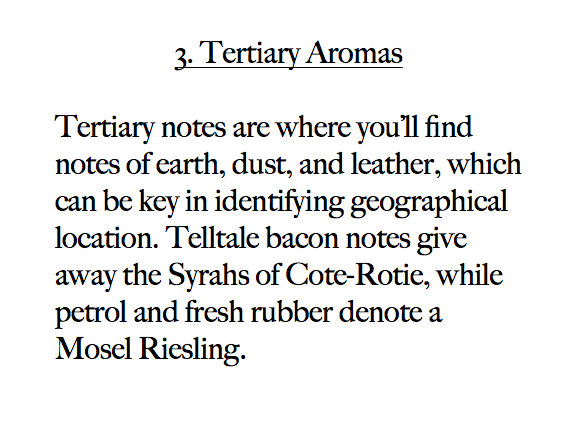 3. Tertiary Aromas
Tertiary notes are where you'll find
notes of earth, dust, and leather, which
can be key in identifying geographical
location. Telltale bacon notes give
away the Syrahs of Cote-Rotie, while
petrol and fresh rubber denote a
Mosel Riesling.